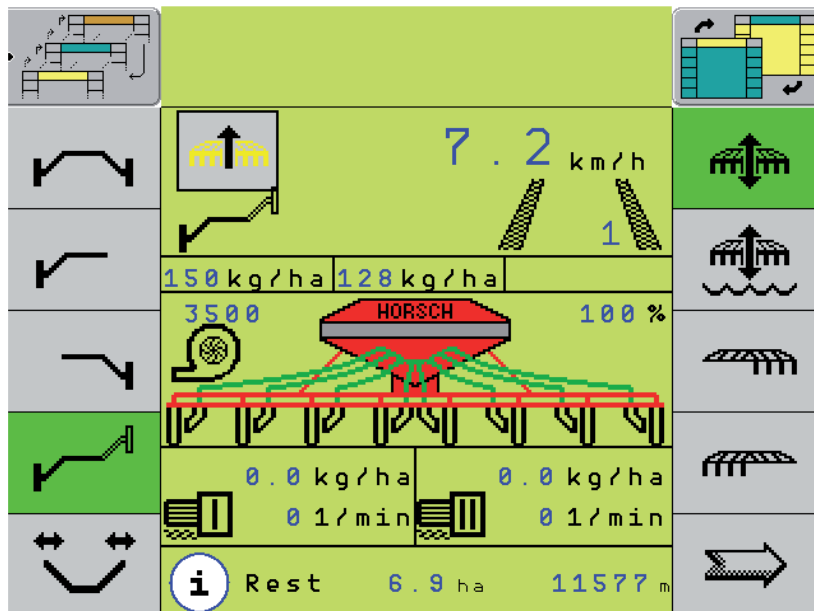 7.2 km/h
1
150 kg/ha 128 kg/ha
3500 HORSCH 100 %
0.0 kg/ha 0.0 kg/ha
I 0 1/min II 0 1/min
i Rest 6.9 ha 11577 m